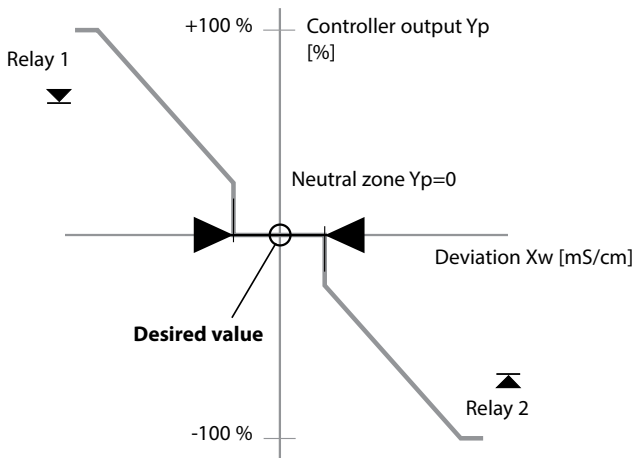 +100 %
Controller output Yp
[%]
Relay 1
Neutral zone Yp=0
Deviation Xw [mS/cm]
Desired value
Relay 2
-100 %